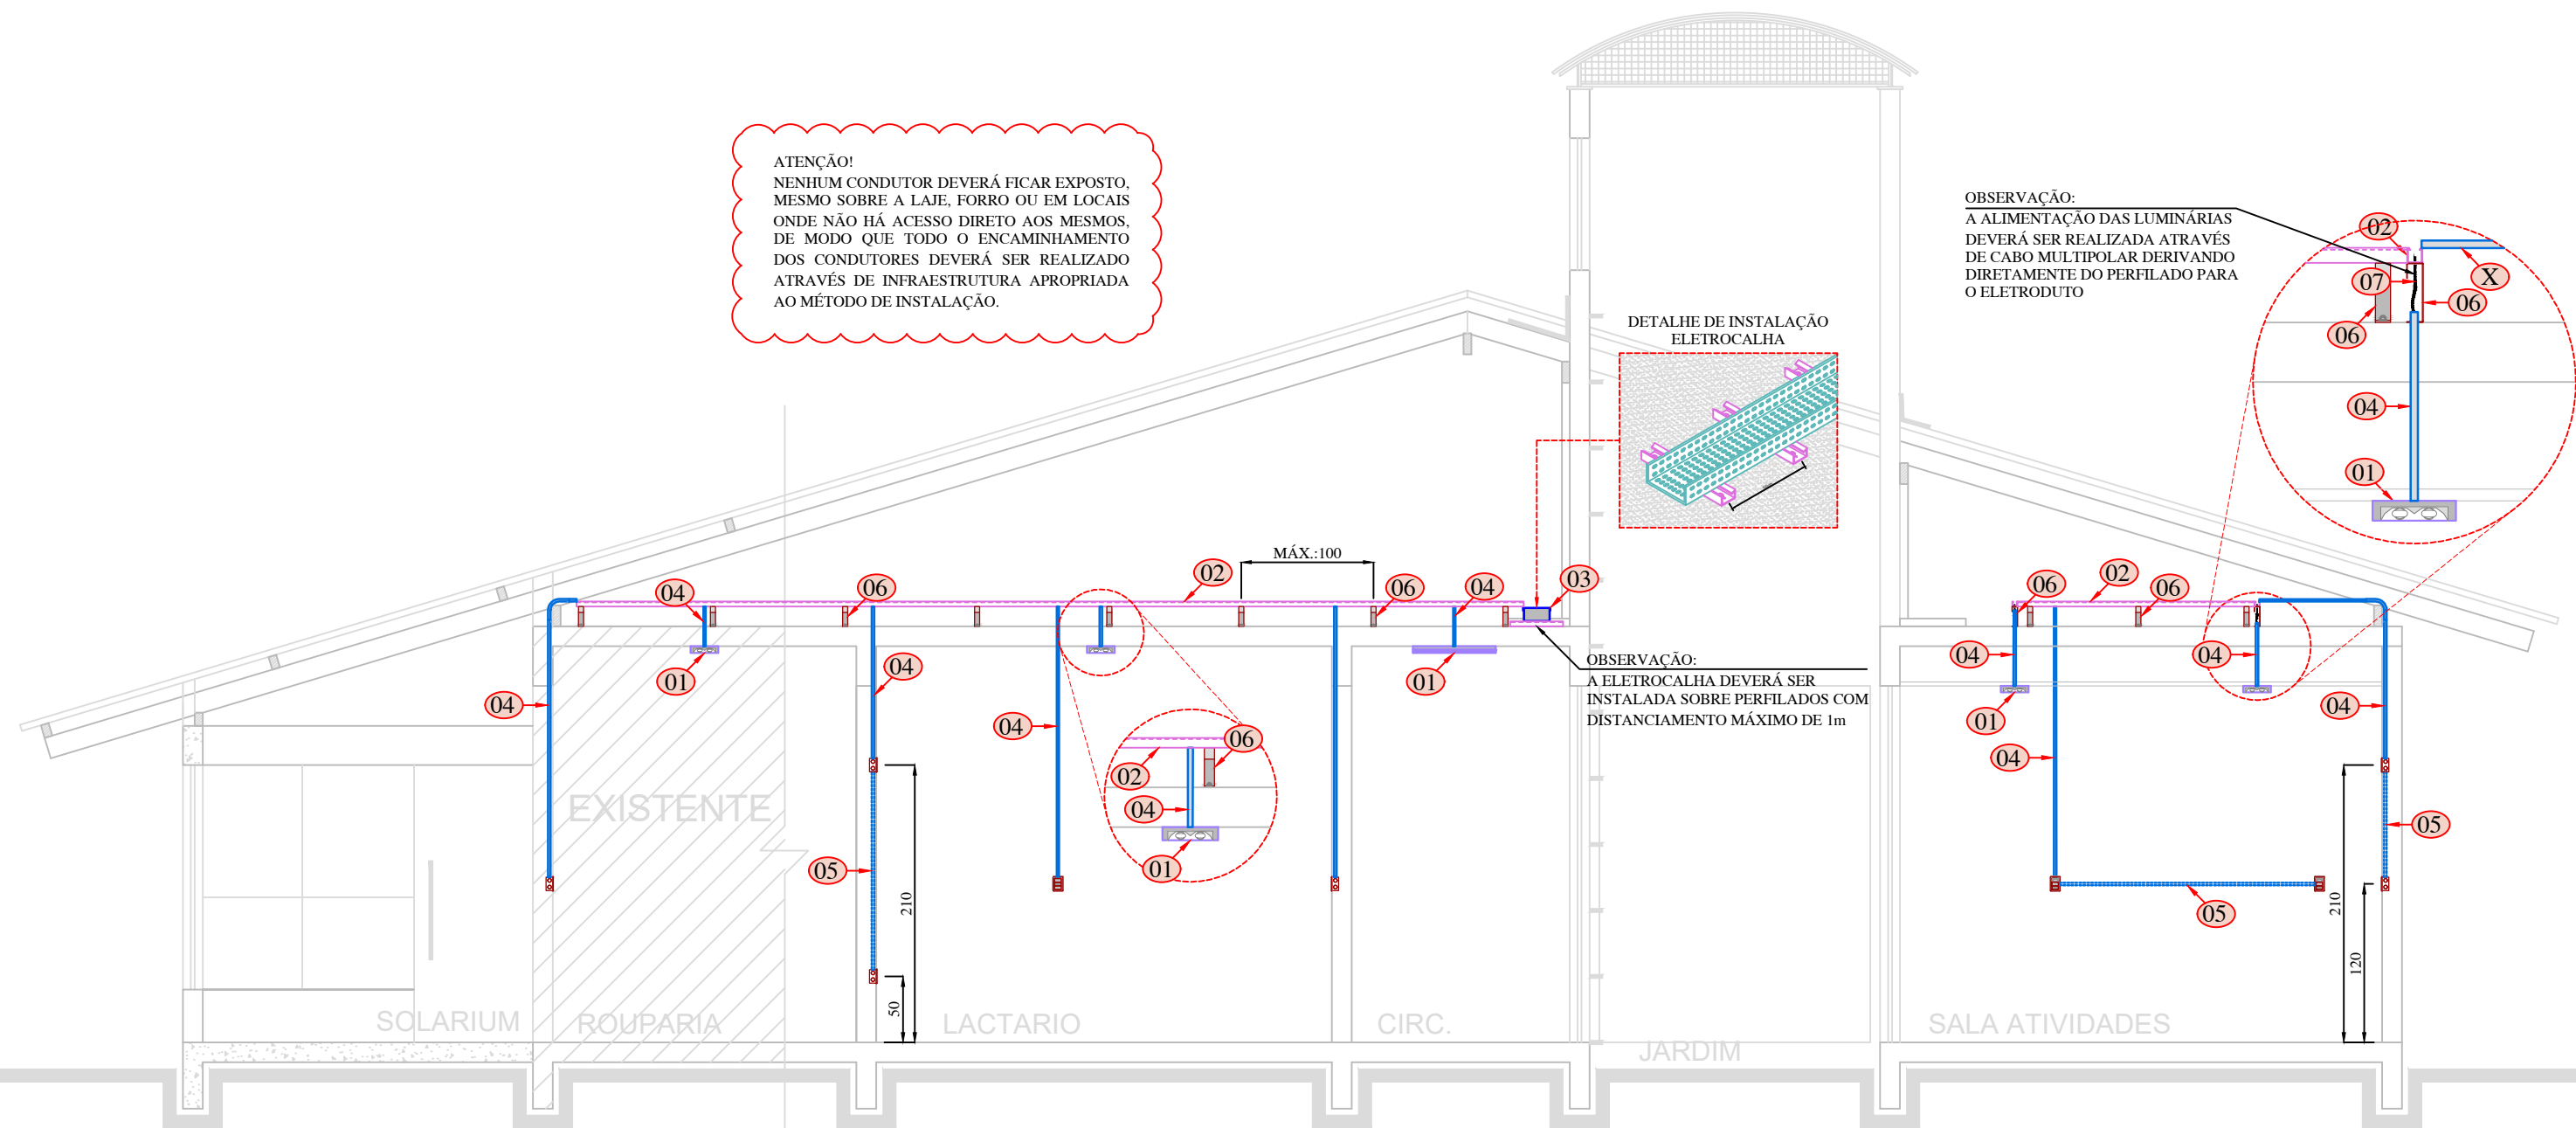 ATENÇÃO!
NENHUM CONDUTOR DEVERÁ FICAR EXPOSTO,
MESMO SOBRE A LAJE, FORRO OU EM LOCAIS
ONDE NÃO HÁ ACESSO DIRETO AOS MESMOS,
DE MODO QUE TODO O ENCAMINHAMENTO
DOS CONDUTORES DEVERÁ SER REALIZADO
ATRAVÉS DE INFRAESTRUTURA APROPRIADA
AO MÉTODO DE INSTALAÇÃO.
OBSERVAÇÃO:
A ALIMENTAÇÃO DAS LUMINÁRIAS
DEVERÁ SER REALIZADA ATRAVÉS
DE CABO MULTIPOLAR DERIVANDO
DIRETAMENTE DO PERFILADO PARA
O ELETRODUTO
02
07
X
06
06
04
01
DETALHE DE INSTALAÇÃO
ELETROCALHA
MÁX.:100
04
06
02
06
04
03
06
02
06
01
04
04
04
01
OBSERVAÇÃO:
A ELETROCALHA DEVERÁ SER
INSTALADA SOBRE PERFILADOS COM
DISTANCIAMENTO MÁXIMO DE 1m
04
04
01
04
04
06
02
04
01
EXISTENTE
05
210
50
05
05
210
120
SOLARIUM
ROUPARIA
LACTARIO
CIRC.
JARDIM
SALA ATIVIDADES